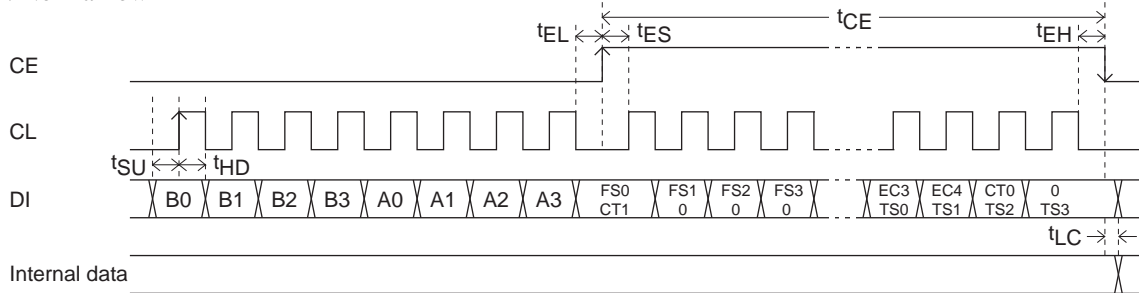 tCE
tEL tES tEH
CE
CL
tSU tHD
DI B0 B1 B2 B3 A0 A1 A2 A3 FS0 FS1 FS2 FS3 EC3 EC4 CT0 0
CT1 0 0 0 TS0 TS1 TS2 TS3
tLC
Internal data